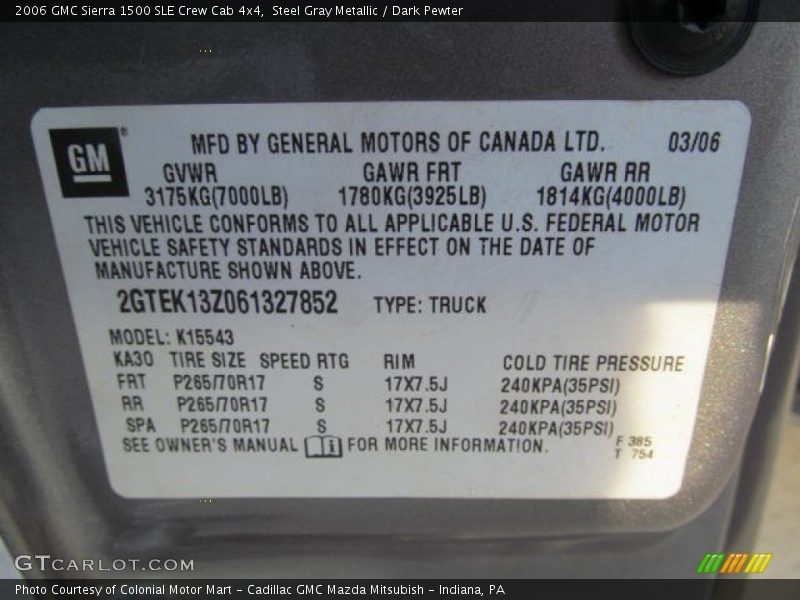 2006 GMC Sierra 1500 SLE Crew Cab 4x4, Steel Gray Metallic / Dark Pewter
GM®
MFD BY GENERAL MOTORS OF CANADA LTD. 03/06
GVWR GAWR FRT GAWR RR
3175KG(7000LB) 1780KG(3925LB) 1814KG(4000LB)
THIS VEHICLE CONFORMS TO ALL APPLICABLE U.S. FEDERAL MOTOR
VEHICLE SAFETY STANDARDS IN EFFECT ON THE DATE OF
MANUFACTURE SHOWN ABOVE.
2GTEK13Z061327852 TYPE: TRUCK
MODEL: K15543
KA30 TIRE SIZE SPEED RTG RIM COLD TIRE PRESSURE
FRT P265/70R17 S 17X7.5J 240KPA(35PSI)
RR P265/70R17 S 17X7.5J 240KPA(35PSI)
SPA P265/70R17 S 17X7.5J 240KPA(35PSI)
SEE OWNER'S MANUAL i FOR MORE INFORMATION.
F 385
T 754
GTCARLOT.COM
Photo Courtesy of Colonial Motor Mart - Cadillac GMC Mazda Mitsubish - Indiana, PA